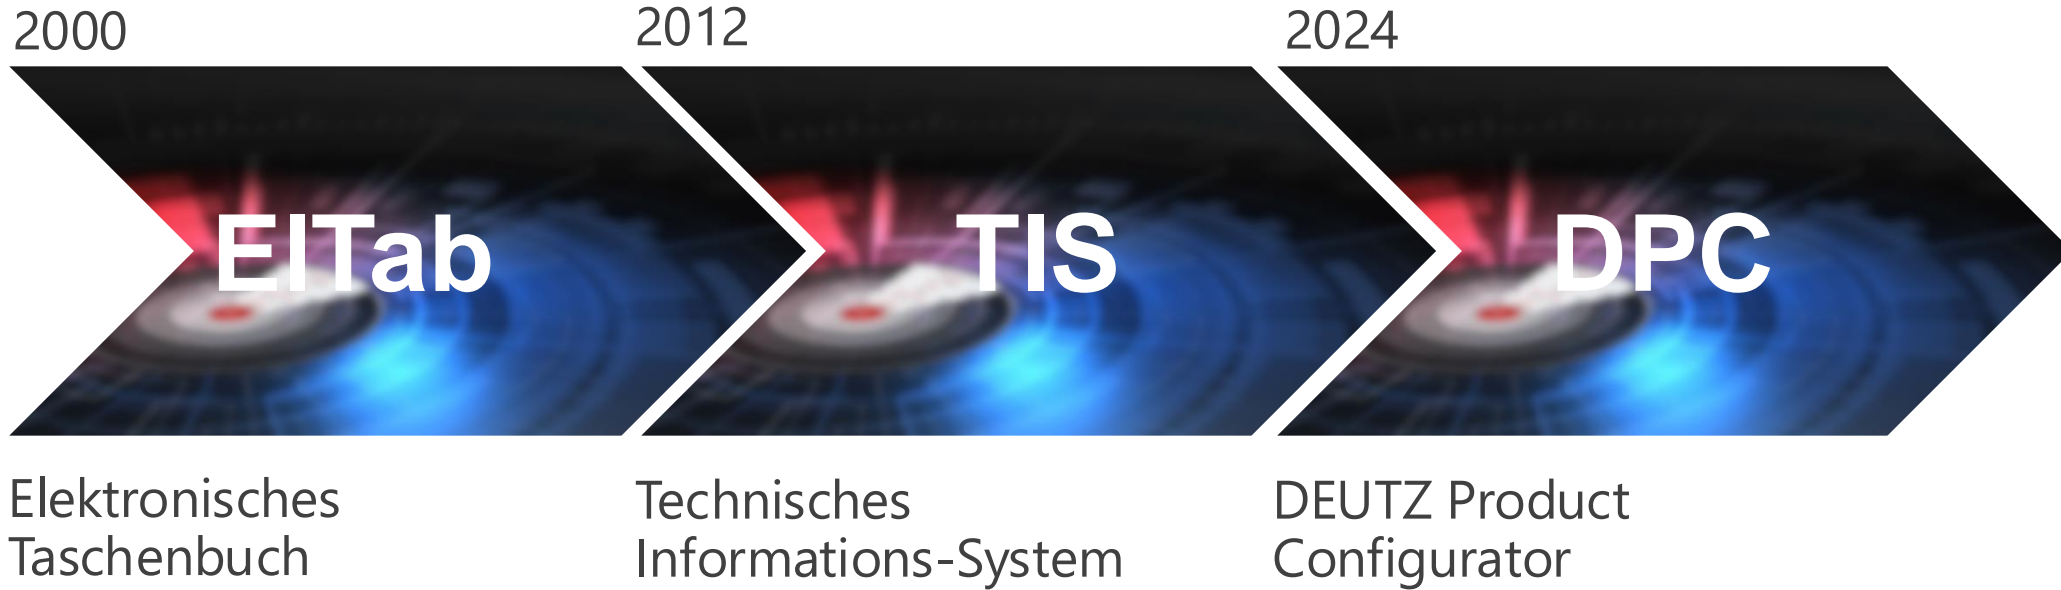 2000
2012
2024
ElTab
TIS
DPC
Elektronisches
Taschenbuch
Technisches
Informations-System
DEUTZ Product
Configurator